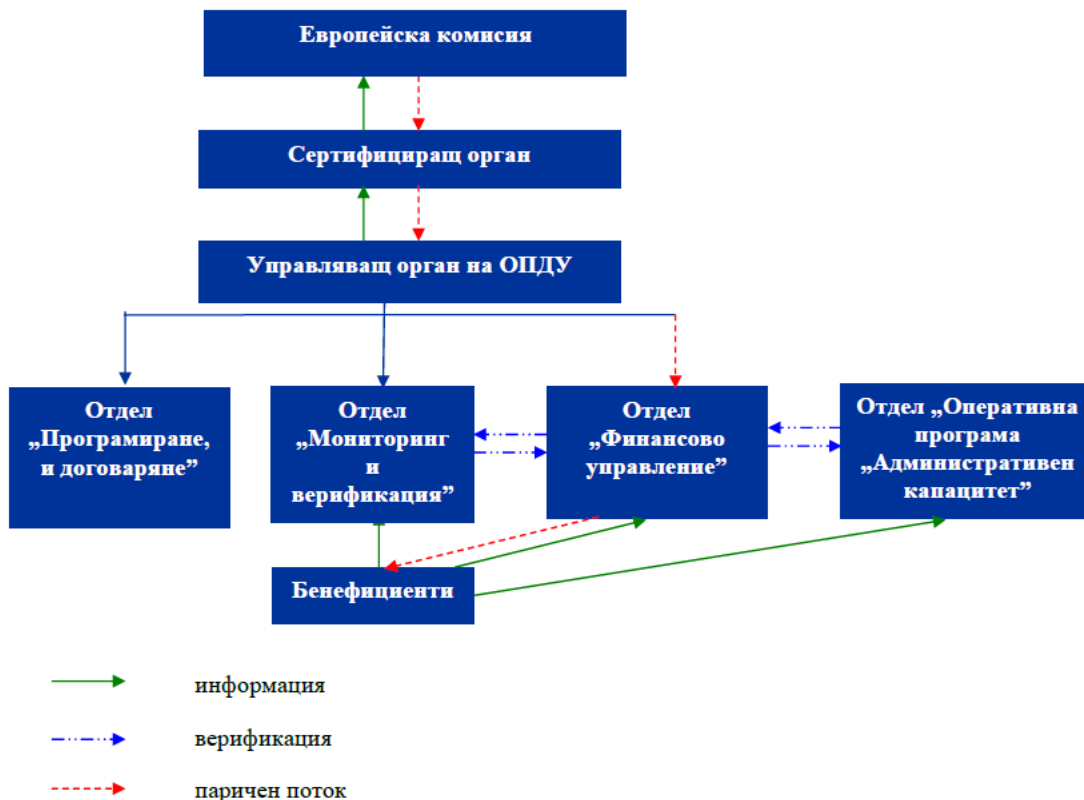 Европейска комисия
Сертифициращ орган
Управляващ орган на ОПДУ
Отдел
„Програмиране,
и договаряне”
Отдел
„Мониторинг
и
верификация”
Отдел
„Финансово
управление”
Отдел „Оперативна
програма
„Административен
капацитет”
Бенефициенти
информация
верификация
паричен поток